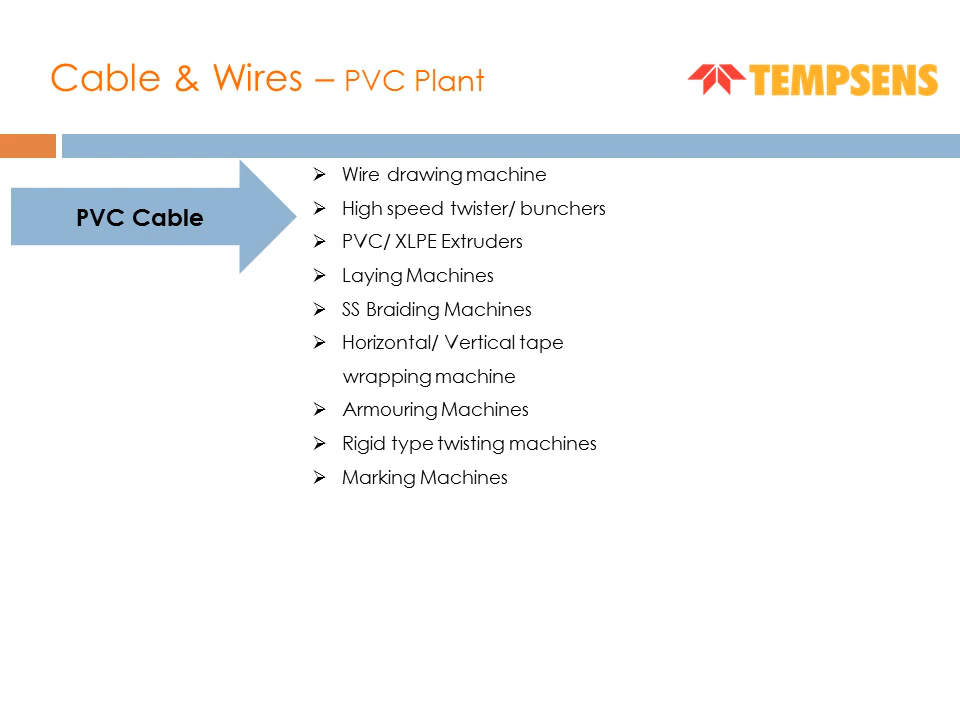 Cable & Wires – PVC Plant
TEMPSENS
PVC Cable
Wire drawing machine
High speed twister/ bunchers
PVC/ XLPE Extruders
Laying Machines
SS Braiding Machines
Horizontal/ Vertical tape
wrapping machine
Armouring Machines
Rigid type twisting machines
Marking Machines